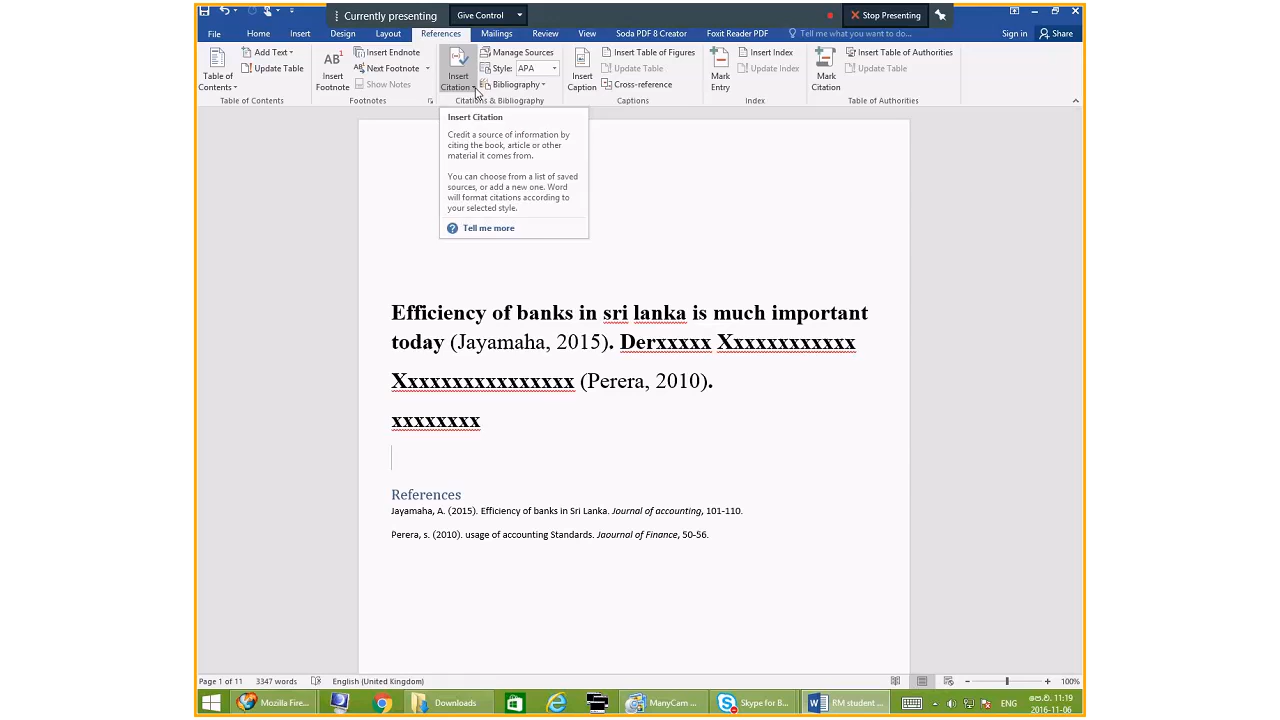 Currently presenting Give Control Stop Presenting
File Home Insert Design Layout References Mailings Review View Soda PDF 8 Creator Foxit Reader PDF Tell me what you want to do... Sign in Share
Table of Contents Add Text Update Table
Table of Contents
AB¹ Insert Footnote Insert Endnote Next Footnote Show Notes
Footnotes
Insert Citation Manage Sources Style: APA Bibliography
Citations & Bibliography
Insert Caption Insert Table of Figures Update Table Cross-reference
Captions
Mark Entry Insert Index Update Index
Index
Mark Citation Insert Table of Authorities Update Table
Table of Authorities
Insert Citation
Credit a source of information by
citing the book, article or other
material it comes from.
You can choose from a list of saved
sources, or add a new one. Word
will format citations according to
your selected style.
Tell me more
Efficiency of banks in sri lanka is much important
today (Jayamaha, 2015). Derxxxxx Xxxxxxxxxxxx
Xxxxxxxxxxxxxxxx (Perera, 2010).
xxxxxxxx
References
Jayamaha, A. (2015). Efficiency of banks in Sri Lanka. Journal of accounting, 101-110.
Perera, s. (2010). usage of accounting Standards. Jaournal of Finance, 50-56.
Page 1 of 11 3347 words English (United Kingdom) 100%
Mozilla Fire... Downloads ManyCam ... Skype for B... RM student ... ENG 11:19
2016-11-06